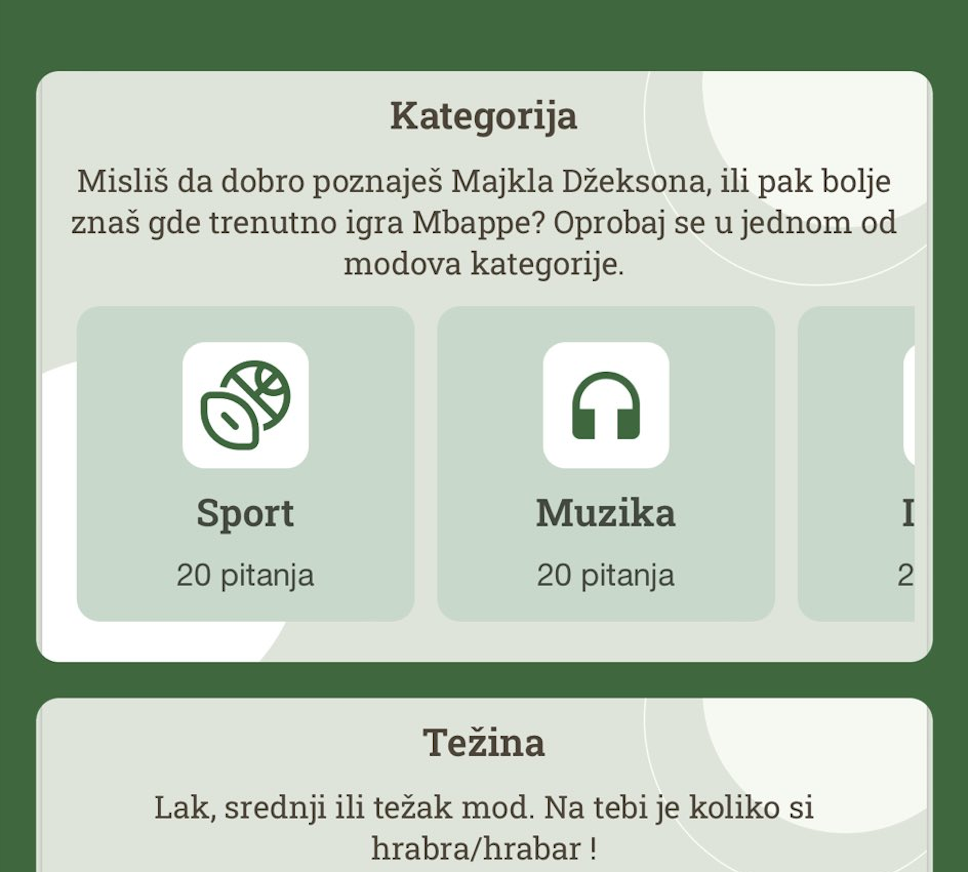 Kategorija
Misliš da dobro poznaješ Majkla Džeksona, ili pak bolje
znaš gde trenutno igra Mbappe? Oprobaj se u jednom od
modova kategorije.
Sport
Muzika
20 pitanja
20 pitanja
2
Težina
Lak, srednji ili težak mod. Na tebi je koliko si
hrabra/hrabar !